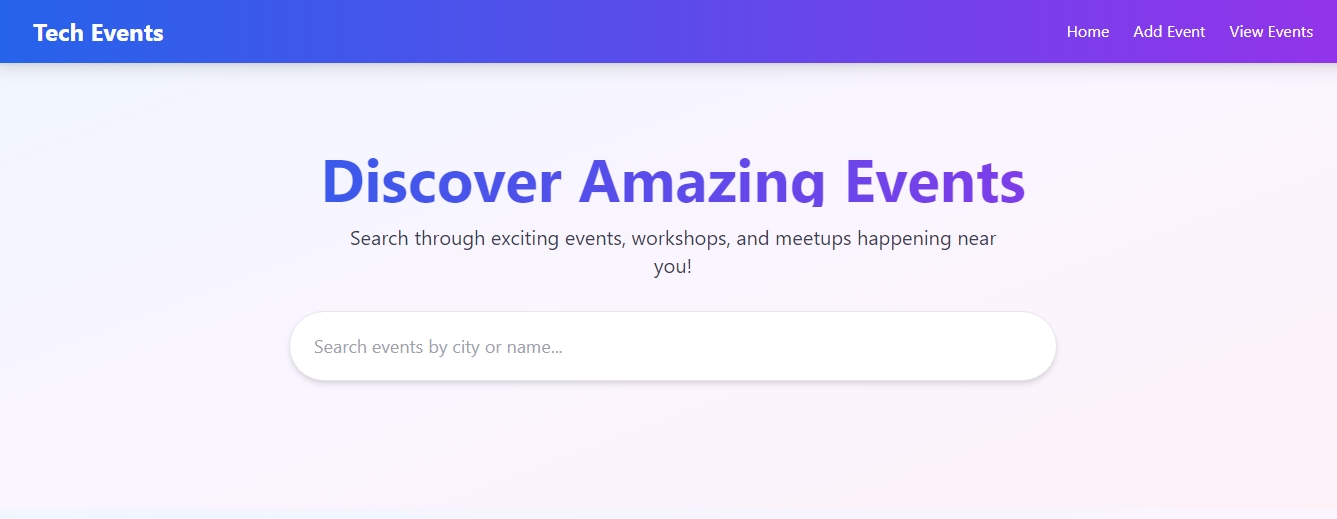 Tech Events
Home
Add Event
View Events
Discover Amazing Events
Search through exciting events, workshops, and meetups happening near
you!
Search events by city or name...